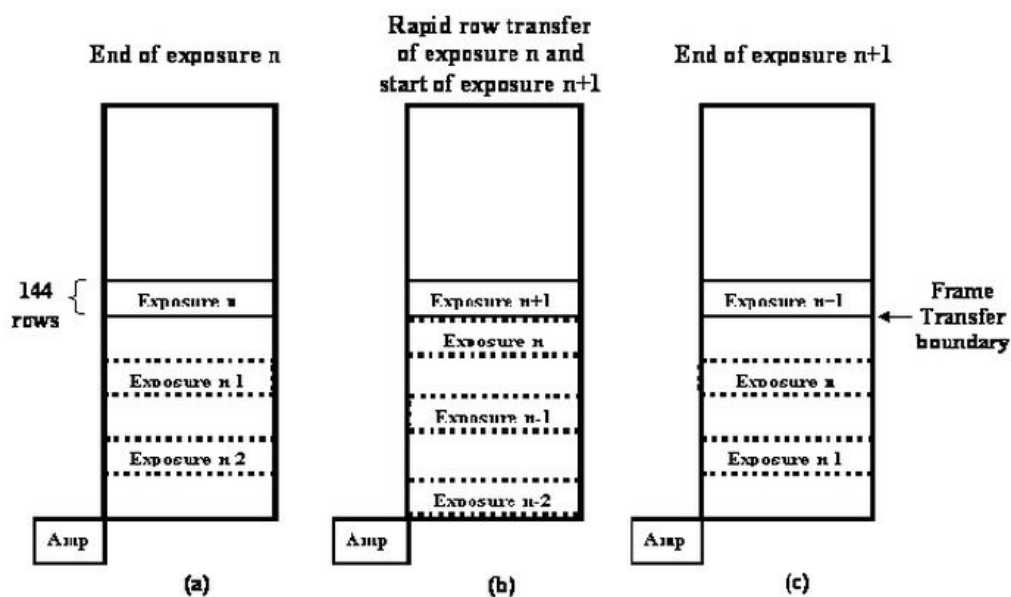 End of exposure n
Rapid row transfer
of exposure n and
start of exposure n+1
End of exposure n+1
144
rows
Exposure n
Exposure n 1
Exposure n 2
Amp
(a)
Exposure n+1
Exposure n
Exposure n-1
Exposure n-2
Amp
(b)
Exposure n-1
Exposure n
Exposure n 1
Amp
(c)
Frame
Transfer
boundary